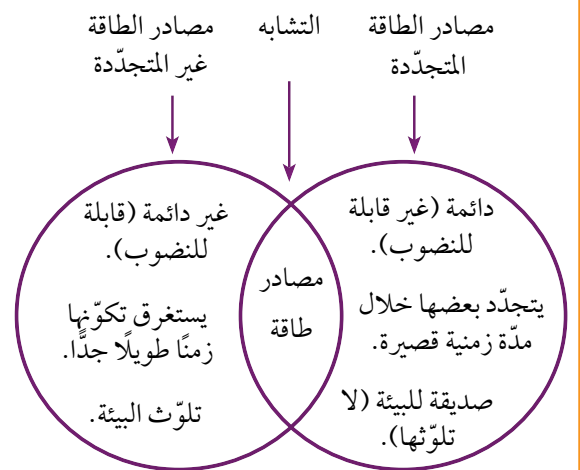 مصادر الطاقة
المتجدّدة
التشابه
مصادر الطاقة
غير المتجدّدة
دائمة (غير قابلة
للنضوب).
يتجدّد بعضها خلال
مدّة زمنية قصيرة.
صديقة للبيئة (لا
تلوّثها).
مصادر
طاقة
غير دائمة (قابلة
للنضوب).
يستغرق تكوّنها
زمنًا طويلًا جدًّا.
تلوّث البيئة.